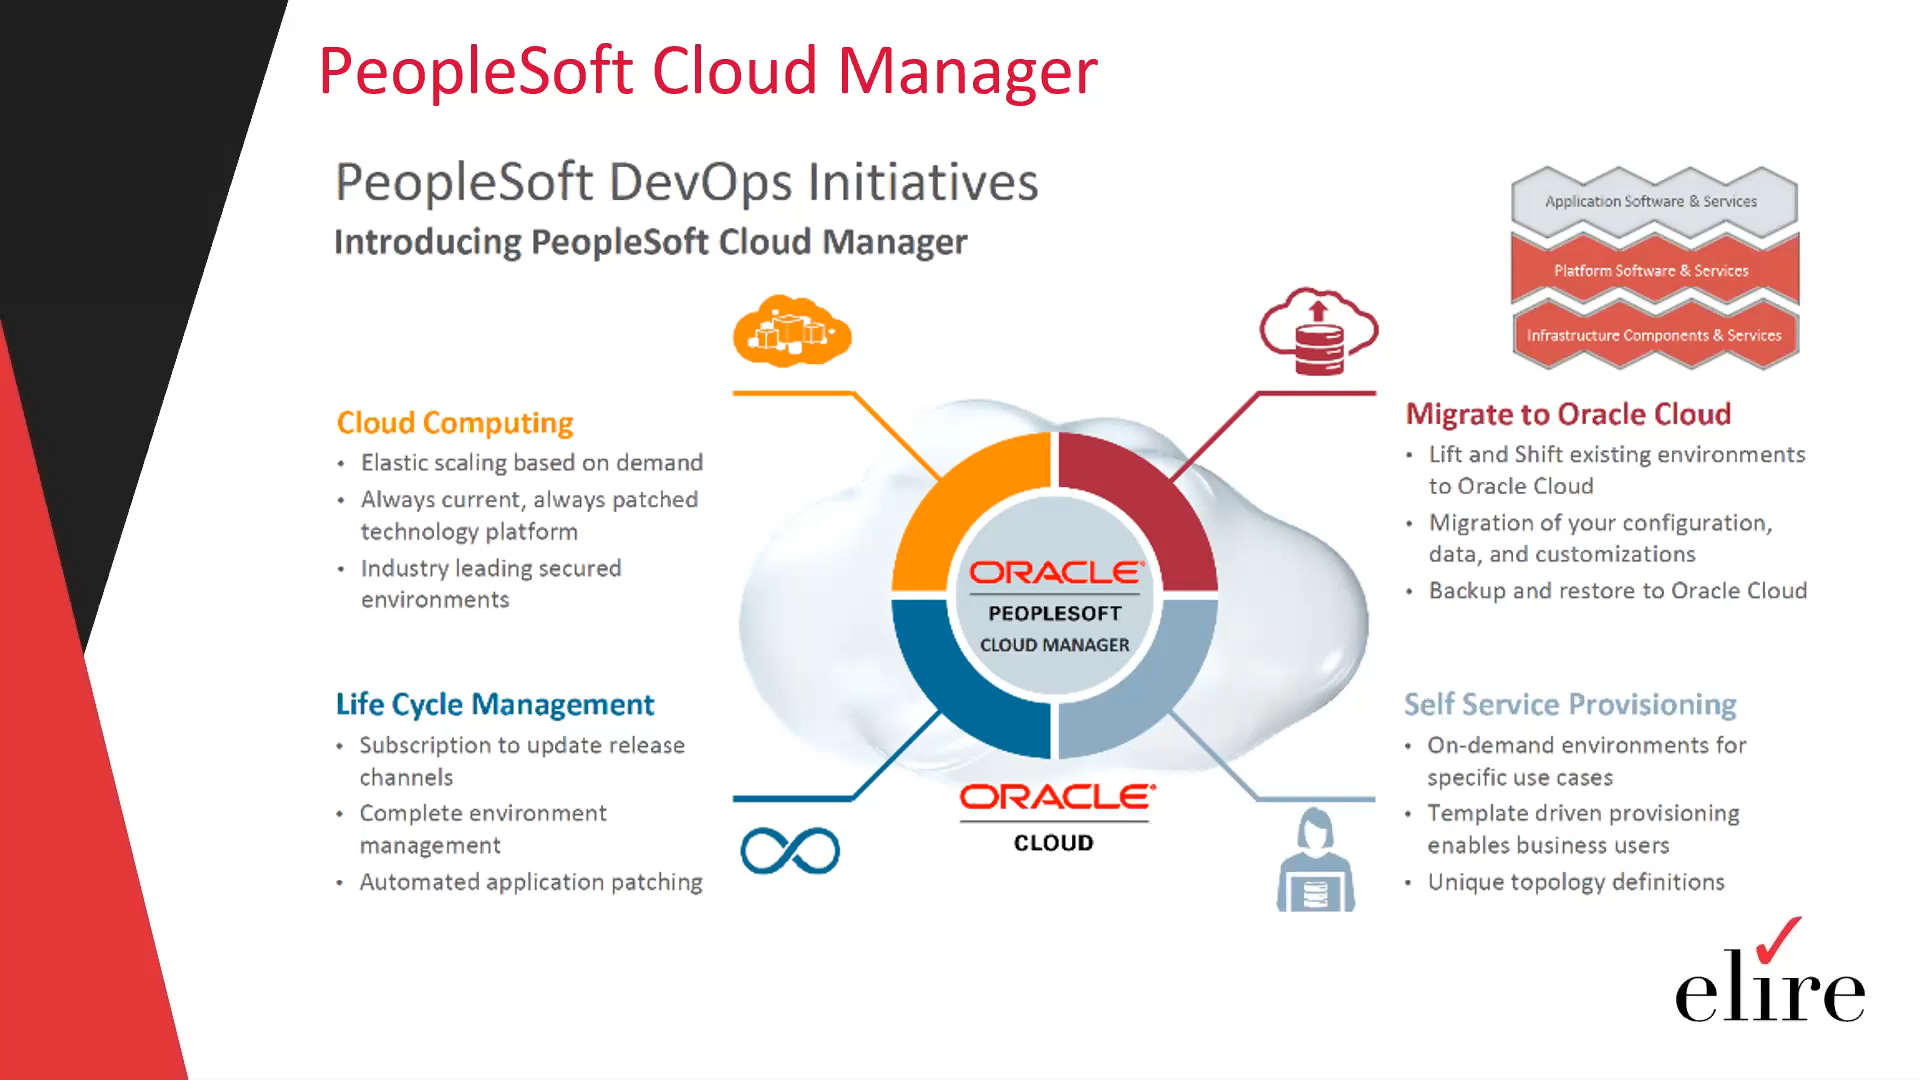 PeopleSoft Cloud Manager
PeopleSoft DevOps Initiatives
Introducing PeopleSoft Cloud Manager
Application Software & Services
Platform Software & Services
Infrastructure Components & Services
Cloud Computing
• Elastic scaling based on demand
• Always current, always patched
technology platform
• Industry leading secured
environments
Migrate to Oracle Cloud
• Lift and Shift existing environments
to Oracle Cloud
• Migration of your configuration,
data, and customizations
• Backup and restore to Oracle Cloud
ORACLE®
PEOPLESOFT
CLOUD MANAGER
Life Cycle Management
• Subscription to update release
channels
• Complete environment
management
• Automated application patching
ORACLE®
CLOUD
Self Service Provisioning
• On-demand environments for
specific use cases
• Template driven provisioning
enables business users
• Unique topology definitions
elire